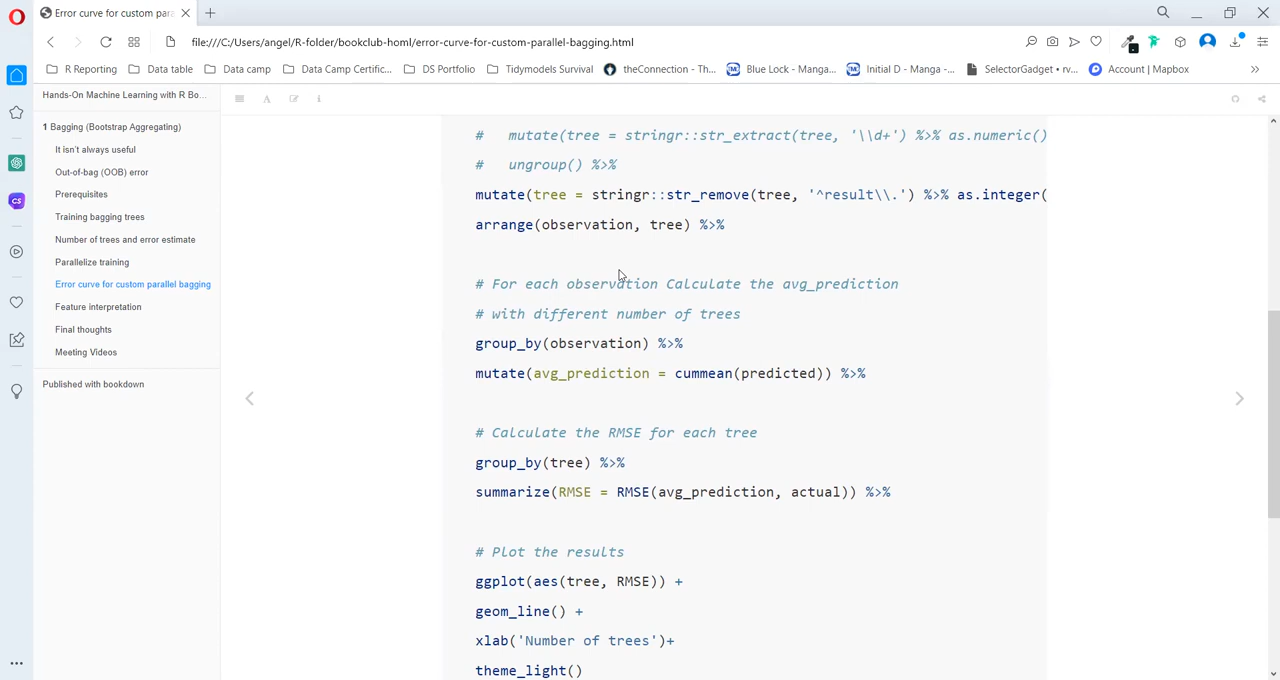 Error curve for custom para
file:///C:/Users/angel/R-folder/bookclub-homl/error-curve-for-custom-parallel-bagging.html
R Reporting
Data table
Data camp
Data Camp Certific...
DS Portfolio
Tidymodels Survival
theConnection - Th...
Blue Lock - Manga...
Initial D - Manga -...
SelectorGadget • rv...
Account | Mapbox
Hands-On Machine Learning with R Bo...
1 Bagging (Bootstrap Aggregating)
It isn't always useful
Out-of-bag (OOB) error
Prerequisites
Training bagging trees
Number of trees and error estimate
Parallelize training
Error curve for custom parallel bagging
Feature interpretation
Final thoughts
Meeting Videos
Published with bookdown
#   mutate(tree = stringr::str_extract(tree, '\\d+') %>% as.numeric()
#   ungroup() %>%
mutate(tree = stringr::str_remove(tree, '^result\\.') %>% as.integer(
arrange(observation, tree) %>%
# For each observation Calculate the avg_prediction
# with different number of trees
group_by(observation) %>%
mutate(avg_prediction = cummean(predicted)) %>%
# Calculate the RMSE for each tree
group_by(tree) %>%
summarize(RMSE = RMSE(avg_prediction, actual)) %>%
# Plot the results
ggplot(aes(tree, RMSE)) +
geom_line() +
xlab('Number of trees')+
theme_light()